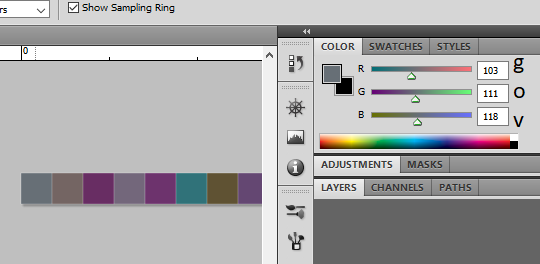 rs
Show Sampling Ring
0
COLOR SWATCHES STYLES
R 103 g
G 111 o
B 118 v
ADJUSTMENTS MASKS
LAYERS CHANNELS PATHS